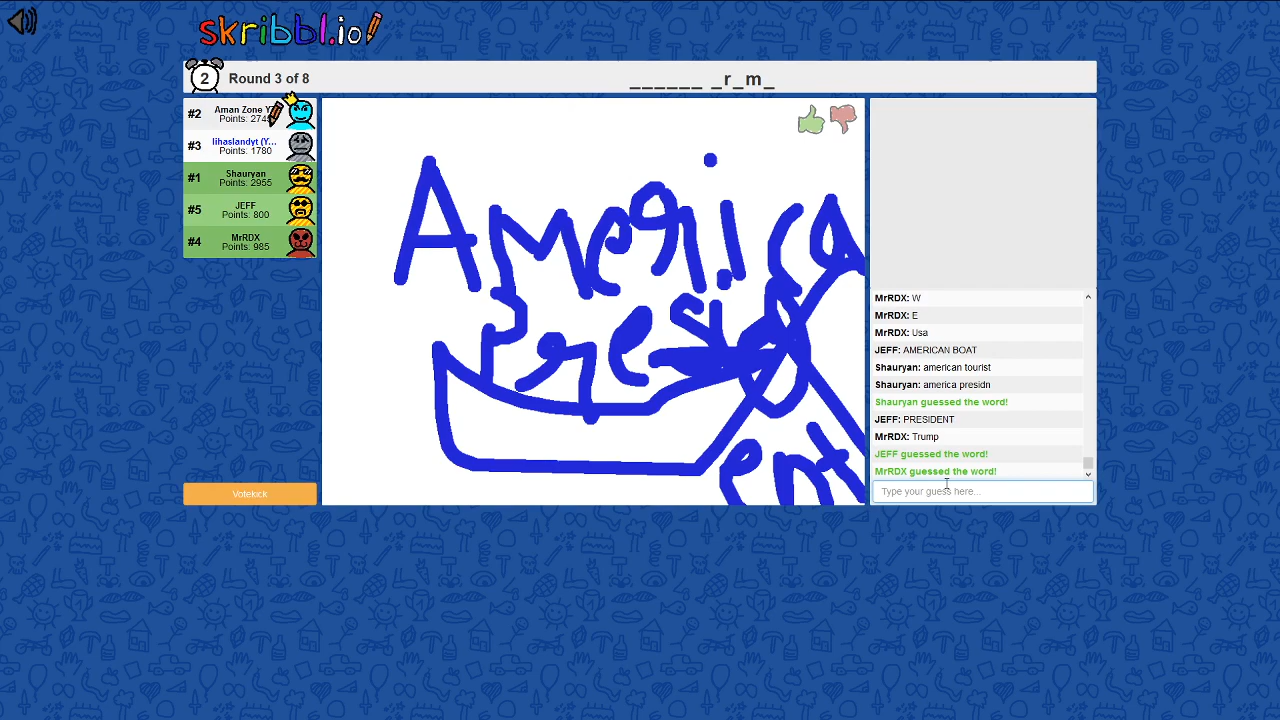 skribbl.io
2
Round 3 of 8
______ _r_m_
#2
Aman Zone Y
Points: 274
#3
lihaslandyt (Y...
Points: 1780
#1
Shauryan
Points: 2955
#5
JEFF
Points: 800
#4
MrRDX
Points: 985
Votekick
America
Presid
ent
MrRDX: W
MrRDX: E
MrRDX: Usa
JEFF: AMERICAN BOAT
Shauryan: american tourist
Shauryan: america presidn
Shauryan guessed the word!
JEFF: PRESIDENT
MrRDX: Trump
JEFF guessed the word!
MrRDX guessed the word!
Type your guess here...